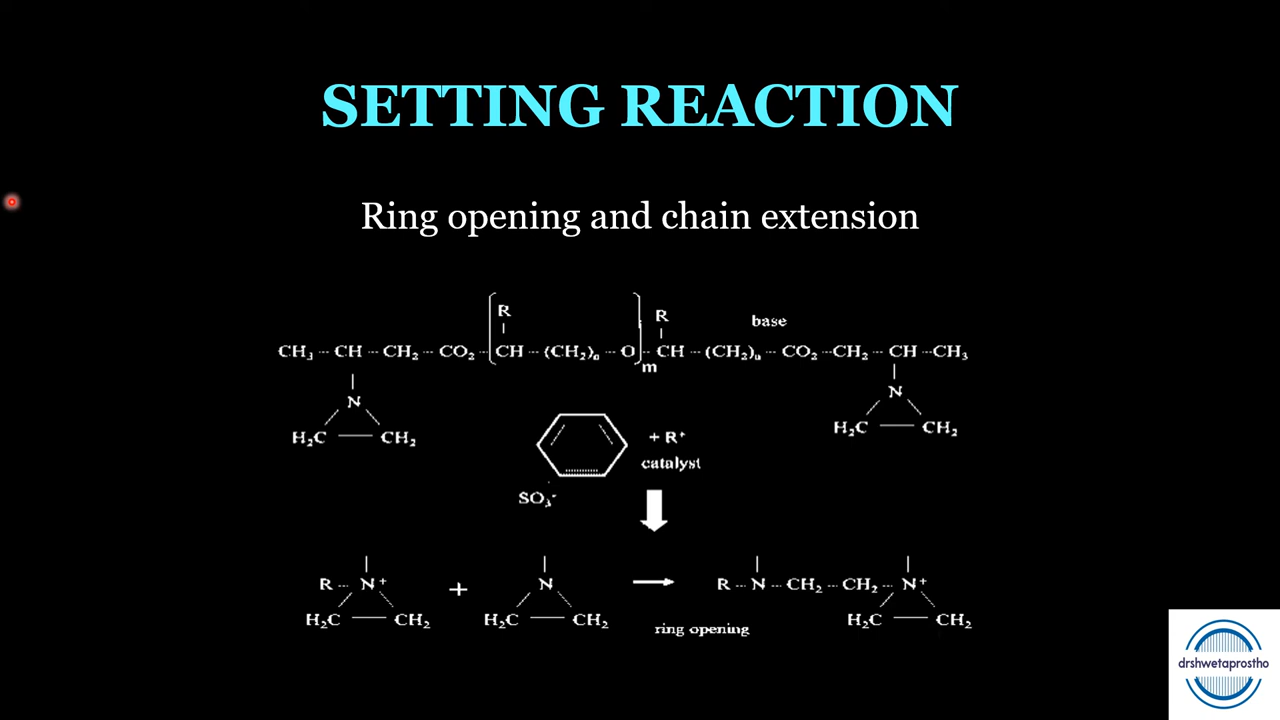 SETTING REACTION
Ring opening and chain extension
R
R
base
CH₃ -- CH -- CH₂ -- CO₂ -- CH -- (CH₂)ₙ -- O -- CH -- (CH₂)ₙ -- CO₂ -- CH₂ -- CH -- CH₃
m
N
N
H₂C — CH₂
H₂C — CH₂
+ R⁺
catalyst
SO₃⁻
R -- N⁺ + N → R -- N -- CH₂ -- CH₂ -- N⁺
H₂C — CH₂ H₂C — CH₂ H₂C — CH₂
ring opening
drshwetaprostho